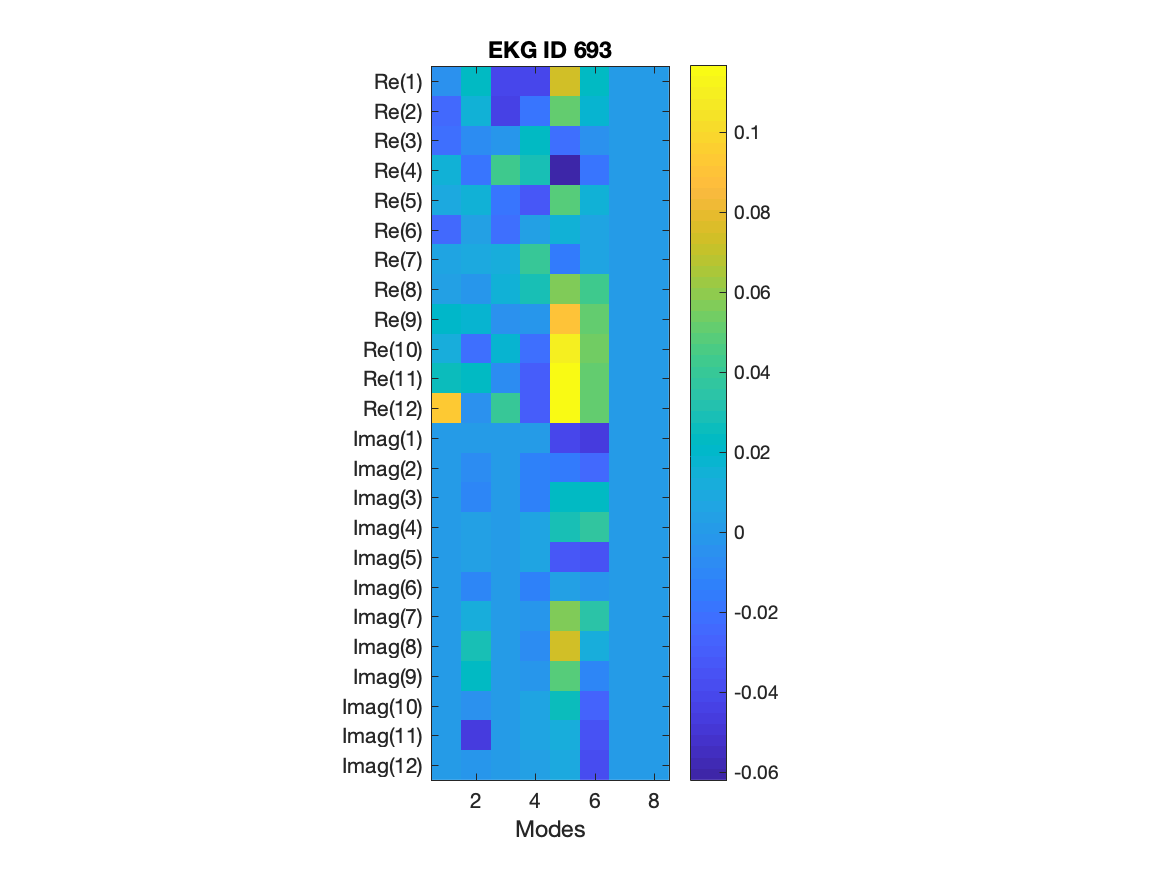 EKG ID 693
Re(1)
Re(2)
Re(3)
Re(4)
Re(5)
Re(6)
Re(7)
Re(8)
Re(9)
Re(10)
Re(11)
Re(12)
Imag(1)
Imag(2)
Imag(3)
Imag(4)
Imag(5)
Imag(6)
Imag(7)
Imag(8)
Imag(9)
Imag(10)
Imag(11)
Imag(12)
2 4 6 8
Modes
0.1
0.08
0.06
0.04
0.02
0
-0.02
-0.04
-0.06